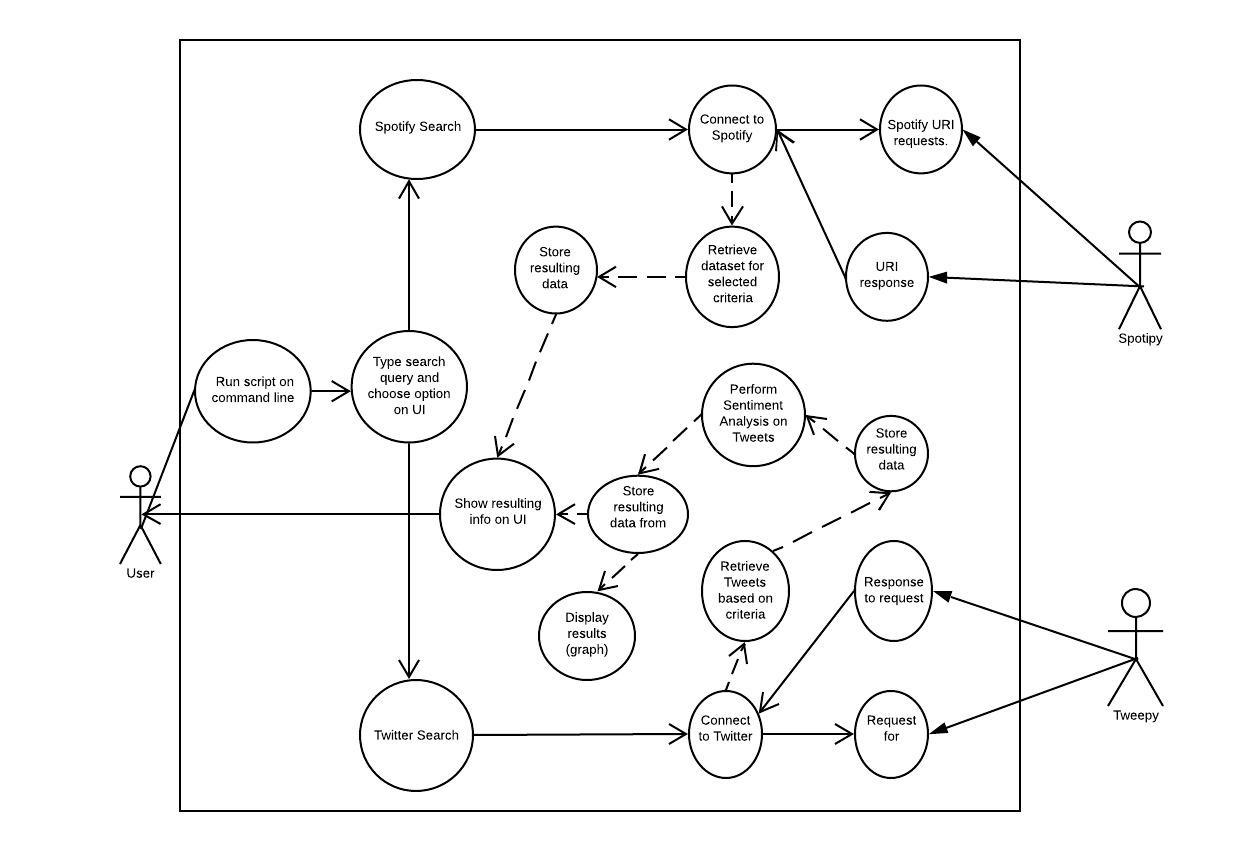 Spotify Search
Connect to
Spotify
Spotify URI
requests.
Store
resulting
data
Retrieve
dataset for
selected
criteria
URI
response
Spotipy
Run script on
command line
Type search
query and
choose option
on UI
Perform
Sentiment
Analysis on
Tweets
Store
resulting
data
Show resulting
info on UI
Store
resulting
data from
User
Retrieve
Tweets
based on
criteria
Response
to request
Display
results
(graph)
Tweepy
Twitter Search
Connect
to Twitter
Request
for